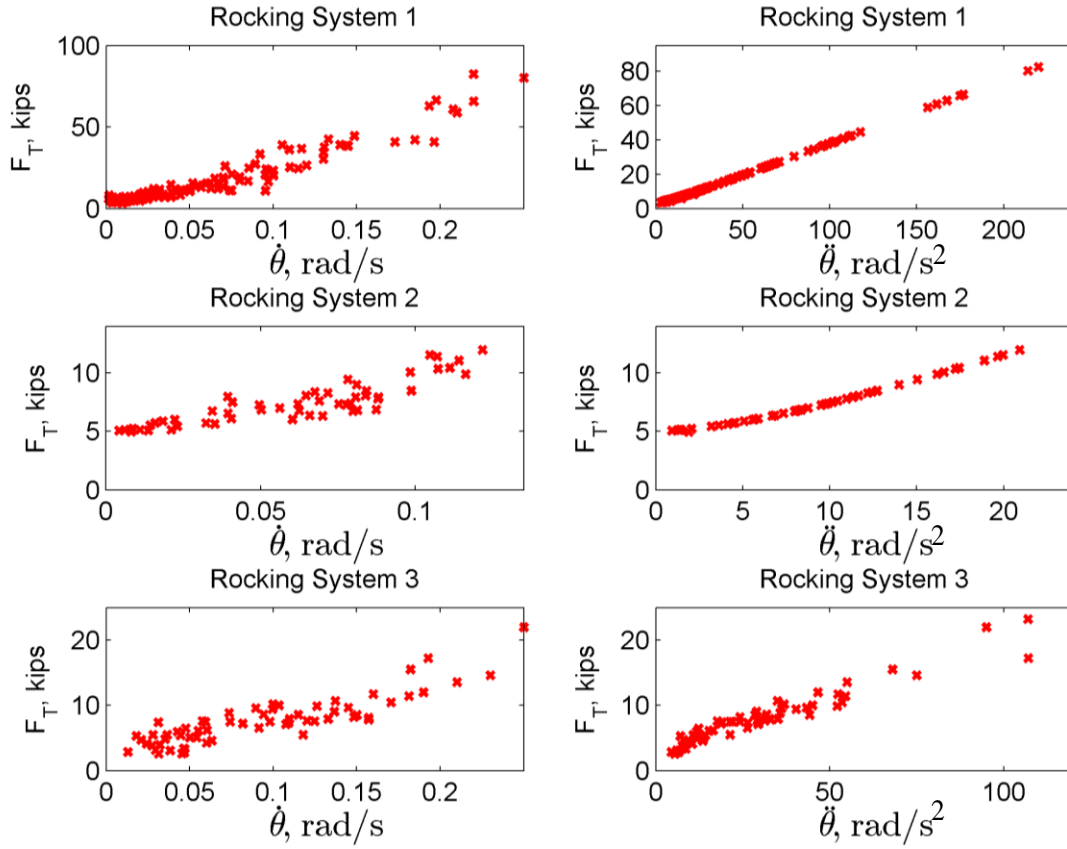 Rocking System 1
F_T, kips
100
50
0
0
0.05
0.1
0.15
0.2
θ̇, rad/s
Rocking System 1
F_T, kips
80
60
40
20
0
0
50
100
150
200
θ̈, rad/s²
Rocking System 2
F_T, kips
10
5
0
0
0.05
0.1
θ̇, rad/s
Rocking System 2
F_T, kips
10
5
0
0
5
10
15
20
θ̈, rad/s²
Rocking System 3
F_T, kips
20
10
0
0
0.05
0.1
0.15
0.2
θ̇, rad/s
Rocking System 3
F_T, kips
20
10
0
0
50
100
θ̈, rad/s²